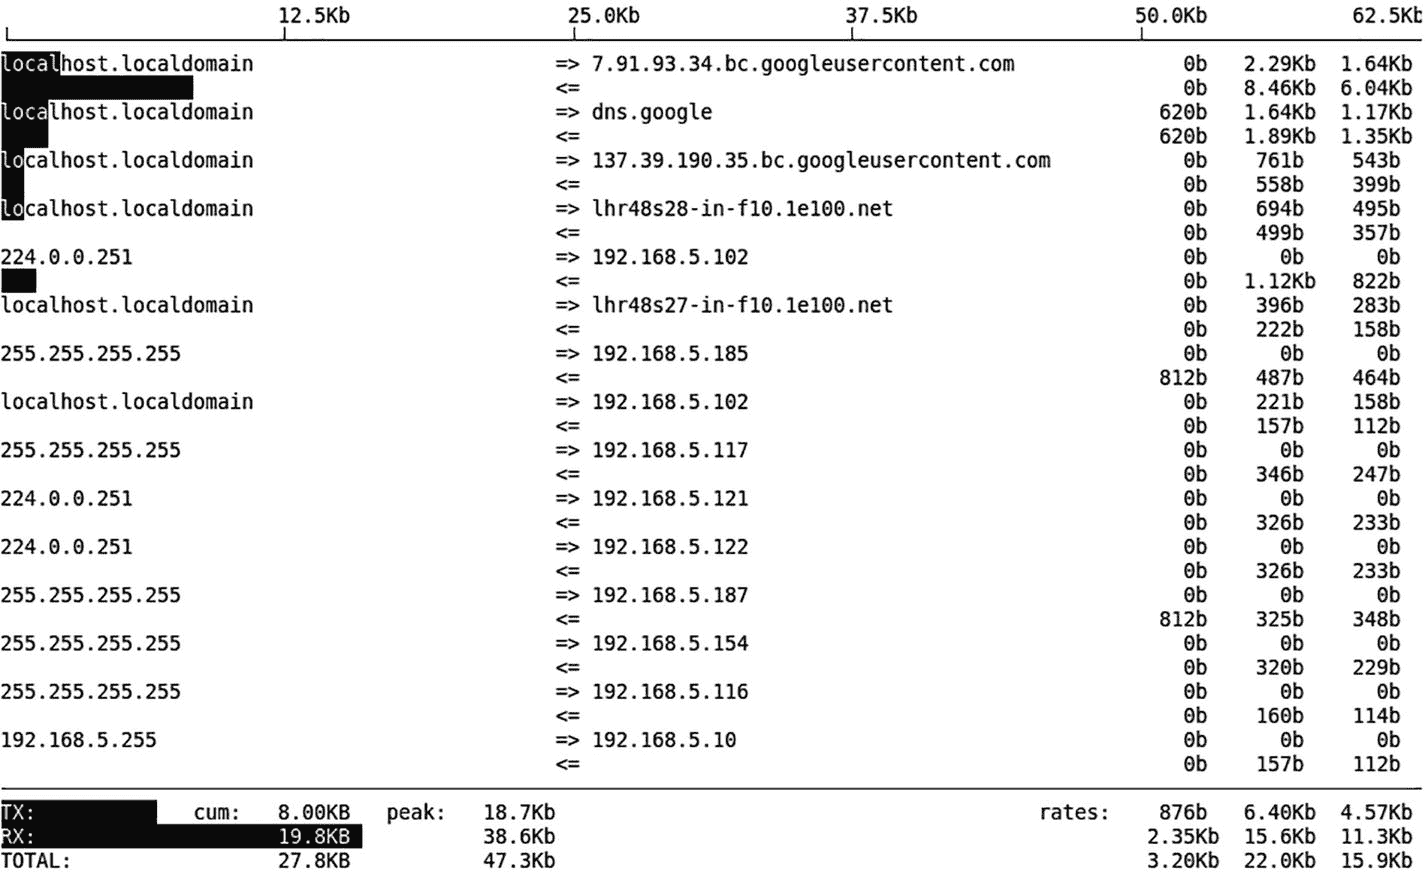 12.5Kb 25.0Kb 37.5Kb 50.0Kb 62.5Kb
localhost.localdomain => 7.91.93.34.bc.googleusercontent.com 0b 2.29Kb 1.64Kb
<= 0b 8.46Kb 6.04Kb
localhost.localdomain => dns.google 620b 1.64Kb 1.17Kb
<= 620b 1.89Kb 1.35Kb
localhost.localdomain => 137.39.190.35.bc.googleusercontent.com 0b 761b 543b
<= 0b 558b 399b
localhost.localdomain => lhr48s28-in-f10.1e100.net 0b 694b 495b
<= 0b 499b 357b
224.0.0.251 => 192.168.5.102 0b 0b 0b
<= 0b 1.12Kb 822b
localhost.localdomain => lhr48s27-in-f10.1e100.net 0b 396b 283b
<= 0b 222b 158b
255.255.255.255 => 192.168.5.185 0b 0b 0b
<= 812b 487b 464b
localhost.localdomain => 192.168.5.102 0b 221b 158b
<= 0b 157b 112b
255.255.255.255 => 192.168.5.117 0b 0b 0b
<= 0b 346b 247b
224.0.0.251 => 192.168.5.121 0b 0b 0b
<= 0b 326b 233b
224.0.0.251 => 192.168.5.122 0b 0b 0b
<= 0b 326b 233b
255.255.255.255 => 192.168.5.187 0b 0b 0b
<= 812b 325b 348b
255.255.255.255 => 192.168.5.154 0b 0b 0b
<= 0b 320b 229b
255.255.255.255 => 192.168.5.116 0b 0b 0b
<= 0b 160b 114b
192.168.5.255 => 192.168.5.10 0b 0b 0b
<= 0b 157b 112b
TX: cum: 8.00KB peak: 18.7Kb rates: 876b 6.40Kb 4.57Kb
RX: 19.8KB 38.6Kb 2.35Kb 15.6Kb 11.3Kb
TOTAL: 27.8KB 47.3Kb 3.20Kb 22.0Kb 15.9Kb